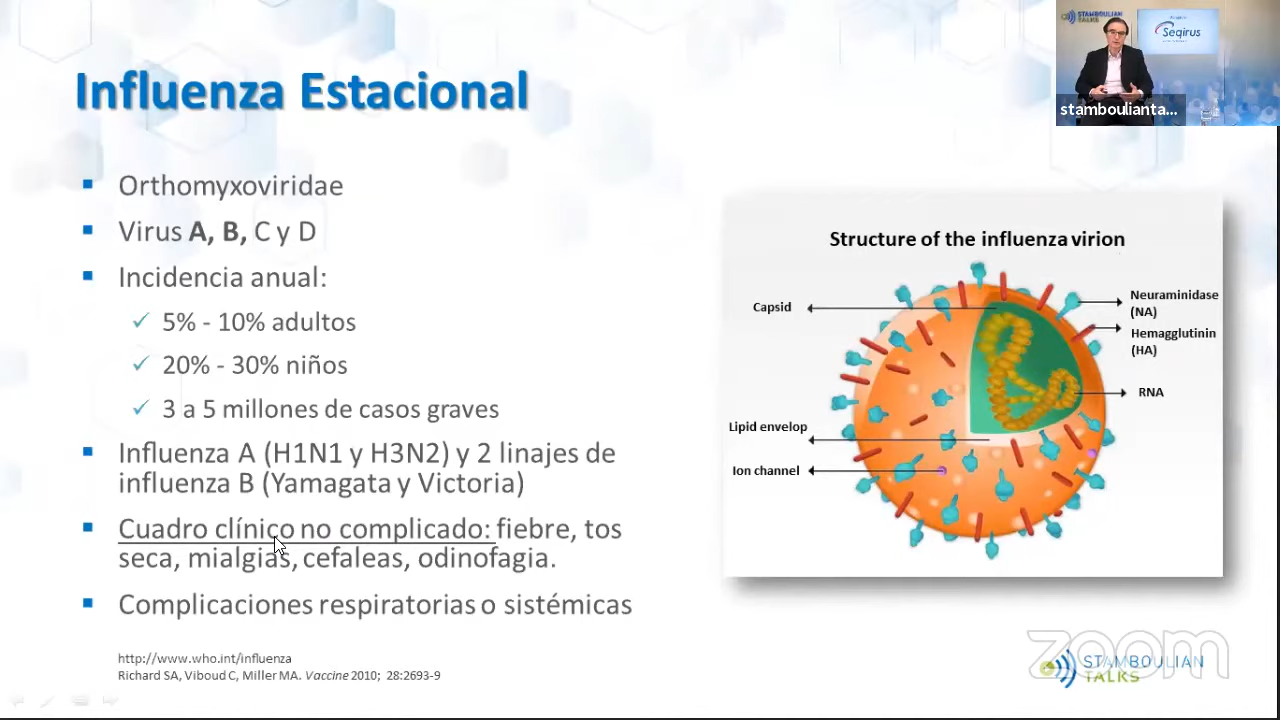 STAMBOULIAN
TALKS
Seqirus
stamboulianta...
Influenza Estacional
Orthomyxoviridae
Virus A, B, C y D
Incidencia anual:
5% - 10% adultos
20% - 30% niños
3 a 5 millones de casos graves
Influenza A (H1N1 y H3N2) y 2 linajes de
influenza B (Yamagata y Victoria)
Cuadro clínico no complicado: fiebre, tos
seca, mialgias, cefaleas, odinofagia.
Complicaciones respiratorias o sistémicas
http://www.who.int/influenza
Richard SA, Viboud C, Miller MA. Vaccine 2010; 28:2693-9
Structure of the influenza virion
Capsid
Neuraminidase
(NA)
Hemagglutinin
(HA)
RNA
Lipid envelop
Ion channel
zoom
STAMBOULIAN
TALKS